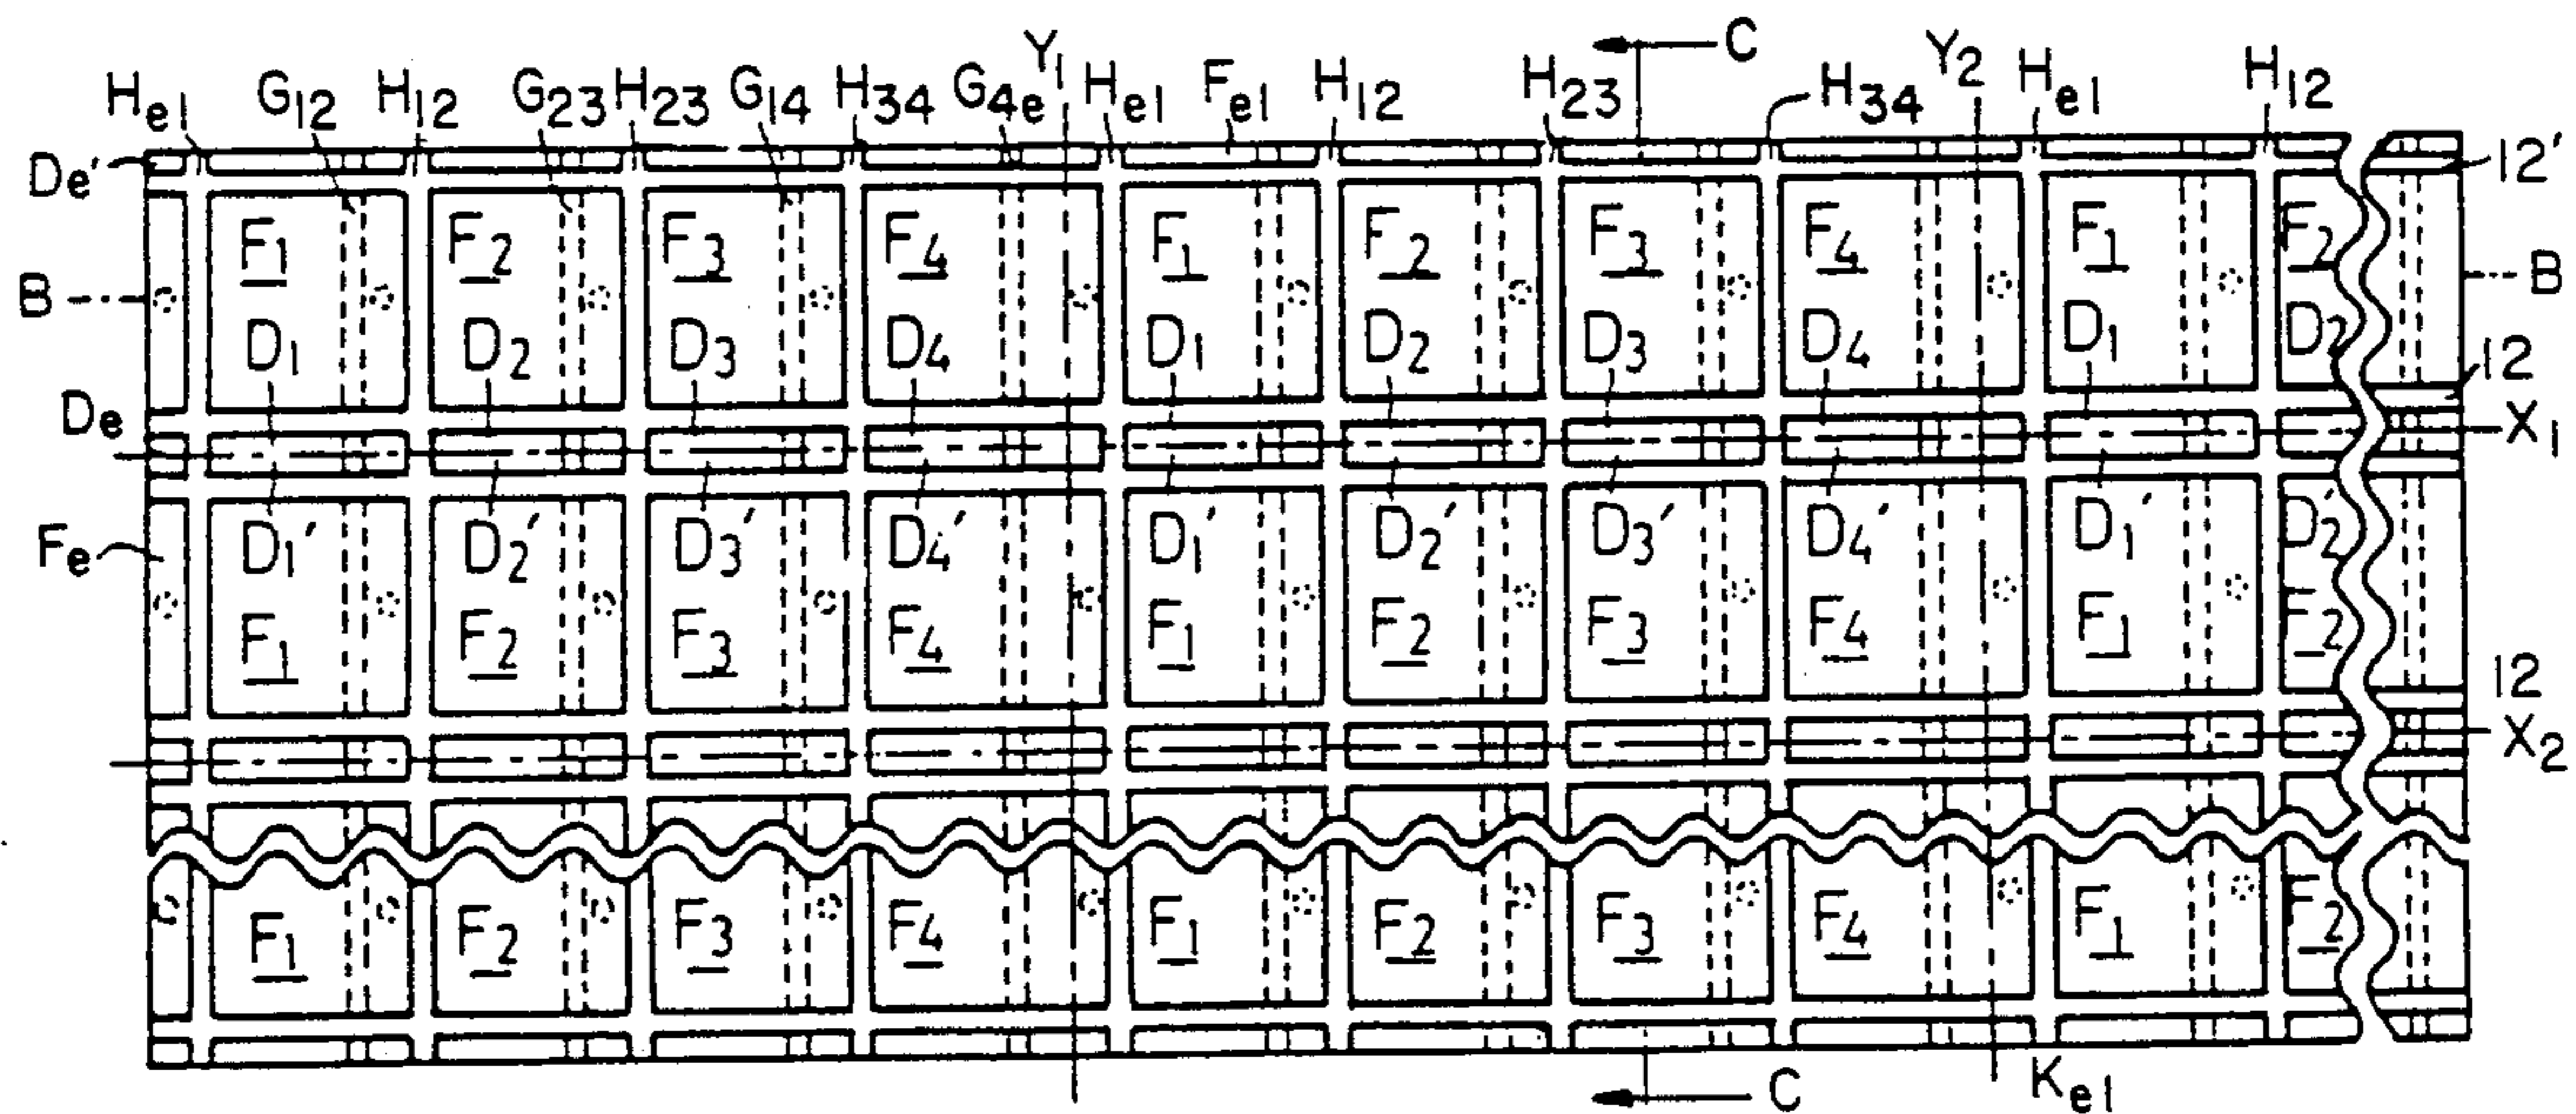 C
H₁₂ Y₁ Y₂ H₁₂
Hₑ₁ G₁₂ H₁₂ G₂₃ H₂₃ G₁₄ H₃₄ G₄ₑ Hₑ₁ Fₑ₁ H₂₃ H₃₄ Hₑ₁
Dₑ' 12'
F₁ F₂ F₃ F₄ F₁ F₂ F₃ F₄ F₁ F₂
B B
D₁ D₂ D₃ D₄ D₁ D₂ D₃ D₄ D₁ D₂
12
Dₑ X₁
D₁' D₂' D₃' D₄' D₁' D₂' D₃' D₄' D₁' D₂'
Fₑ
F₁ F₂ F₃ F₄ F₁ F₂ F₃ F₄ F₁ F₂
12
X₂
F₁ F₂ F₃ F₄ F₁ F₂ F₃ F₄ F₁ F₂
C Kₑ₁